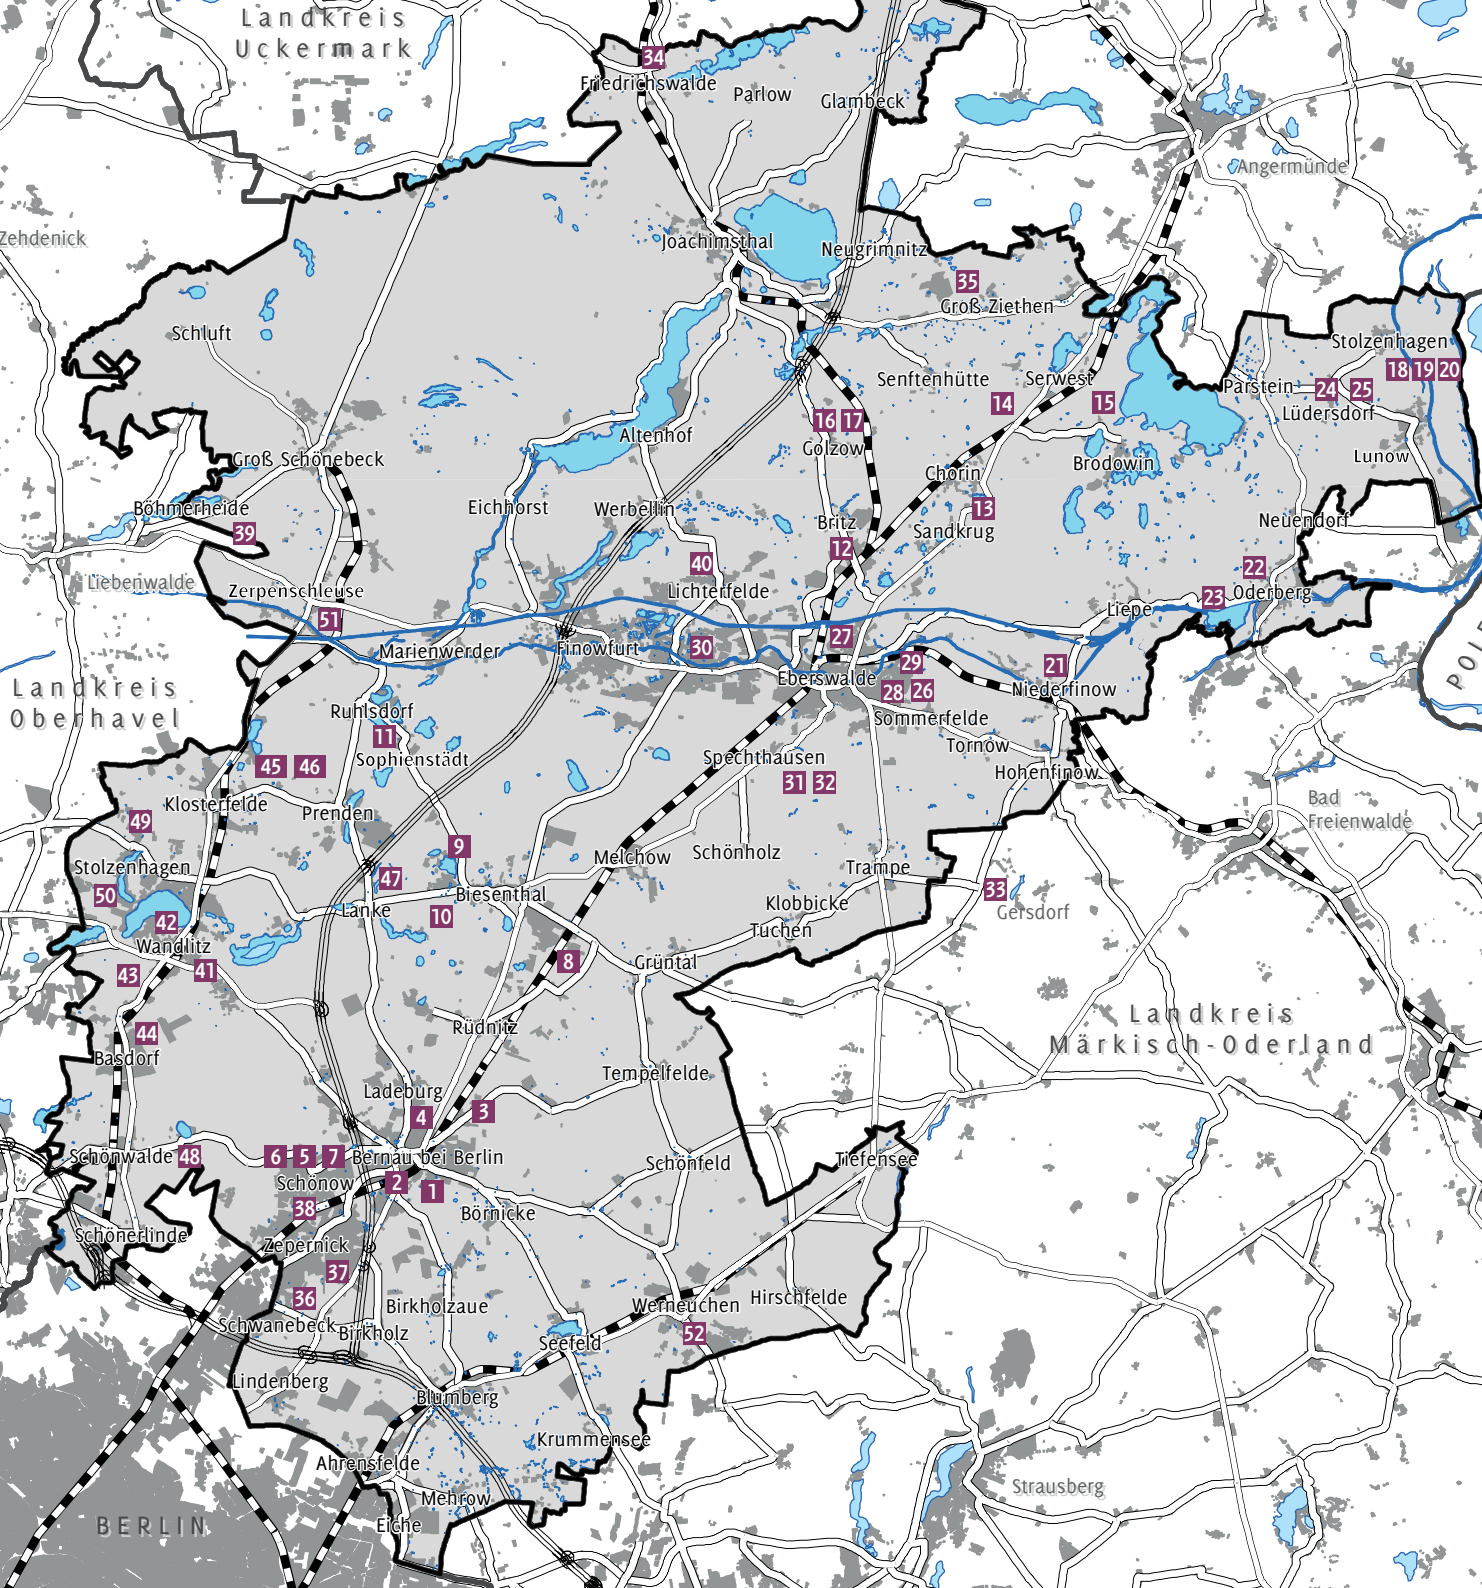 Landkreis
Uckermark
34
Friedrichswalde
Parlow
Glambeck
Angermünde
Zehdenick
Joachimsthal
Neugrimnitz
35
Groß Ziethen
Schluft
Stolzenhagen
18 19 20
Senftenhütte
Serwest
Parstein
24 25
14
15
Lüdersdorf
16 17
Altenhof
Golzow
Groß Schönebeck
Chorin
Brodowin
Lunow
Böhmerheide
Eichhorst
Werbellin
13
Britz
Sandkrug
Neuendorf
39
12
40
22
Liebenwalde
Zerpenschleuse
Lichterfelde
23
Oderberg
Liepe
51
27
POLE
Marienwerder
Finowfurt
30
29
21
Landkreis
Oberhavel
Eberswalde
28 26
Niederfinow
Ruhlsdorf
Sommerfelde
11
Tornow
Sophienstädt
Spechthausen
45 46
Hohenfinow
31 32
Klosterfelde
Prenden
Bad
Freienwalde
49
9
Melchow
Schönholz
Stolzenhagen
Trampe
47
50
Biesenthal
33
Lanke
10
Klobbicke
Gersdorf
42
Tuchen
Wandlitz
8
Grüntal
43
41
Landkreis
Märkisch-Oderland
Rüdnitz
44
Basdorf
Tempelfelde
Ladeburg
4
3
Schönwalde
48
6 5 7
Bernau bei Berlin
Schönfeld
Tiefensee
Schönow
2
1
38
Börnicke
Schönerlinde
Zepernick
37
36
Birkholzaue
Werneuchen
Hirschfelde
Schwanebeck
Birkholz
52
Seefeld
Lindenberg
Blumberg
Krummensee
Ahrensfelde
Strausberg
Mehrow
BERLIN
Eiche